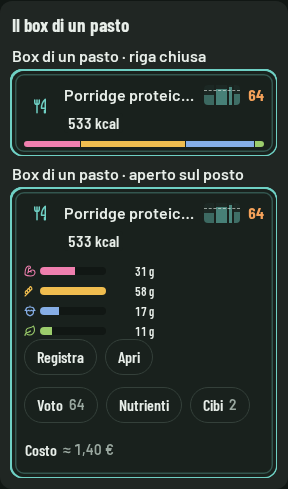 Il box di un pasto
Box di un pasto · riga chiusa
Porridge proteic... 64
533 kcal
Box di un pasto · aperto sul posto
Porridge proteic... 64
533 kcal
31 g
58 g
17 g
11 g
Registra Apri
Voto 64 Nutrienti Cibi 2
Costo ≈ 1,40 €